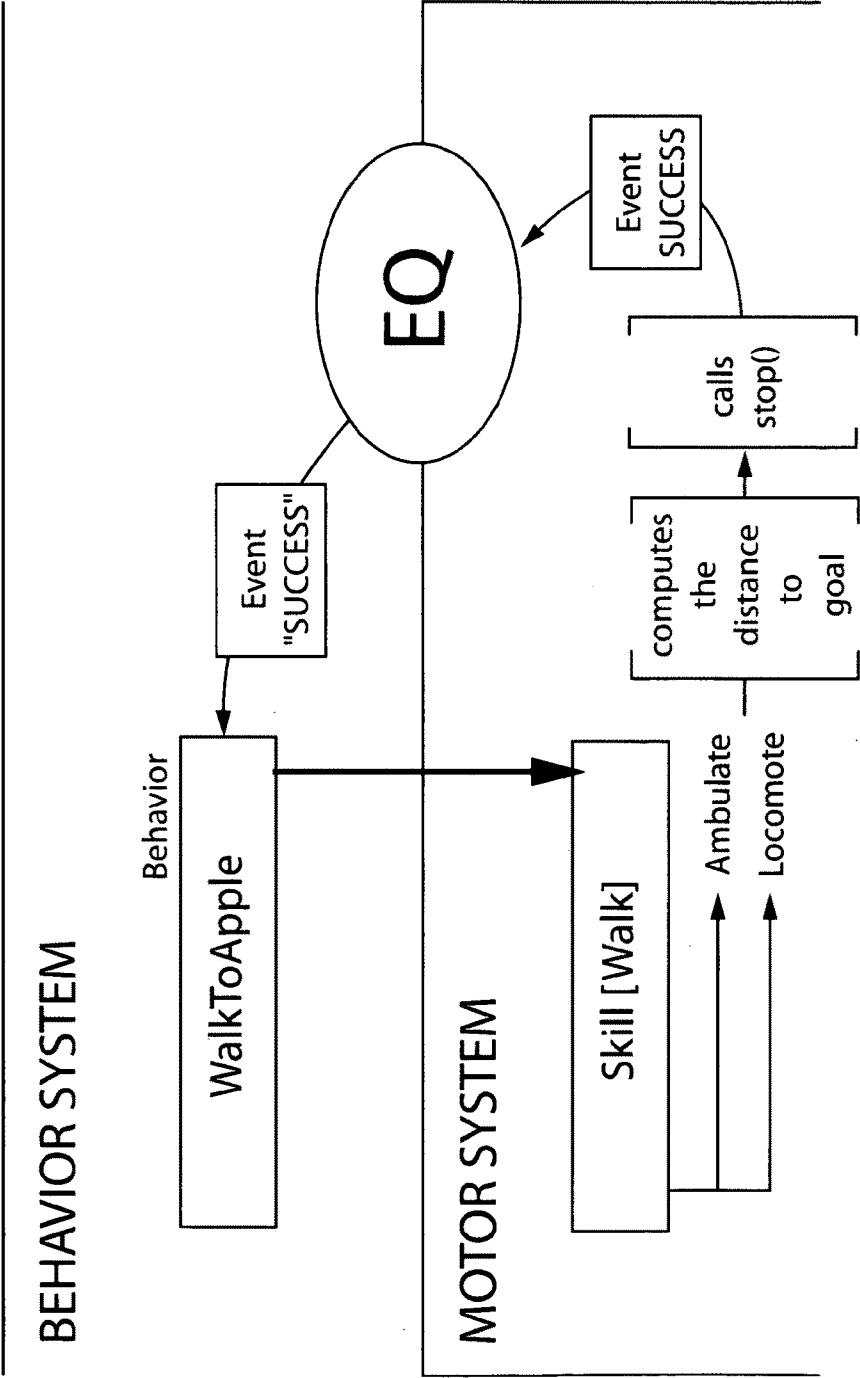 BEHAVIOR SYSTEM
Behavior
WalkToApple
Event
"SUCCESS"
EQ
MOTOR SYSTEM
Skill [Walk]
Ambulate
Locomote
computes
the
distance
to
goal
calls
stop()
Event
SUCCESS